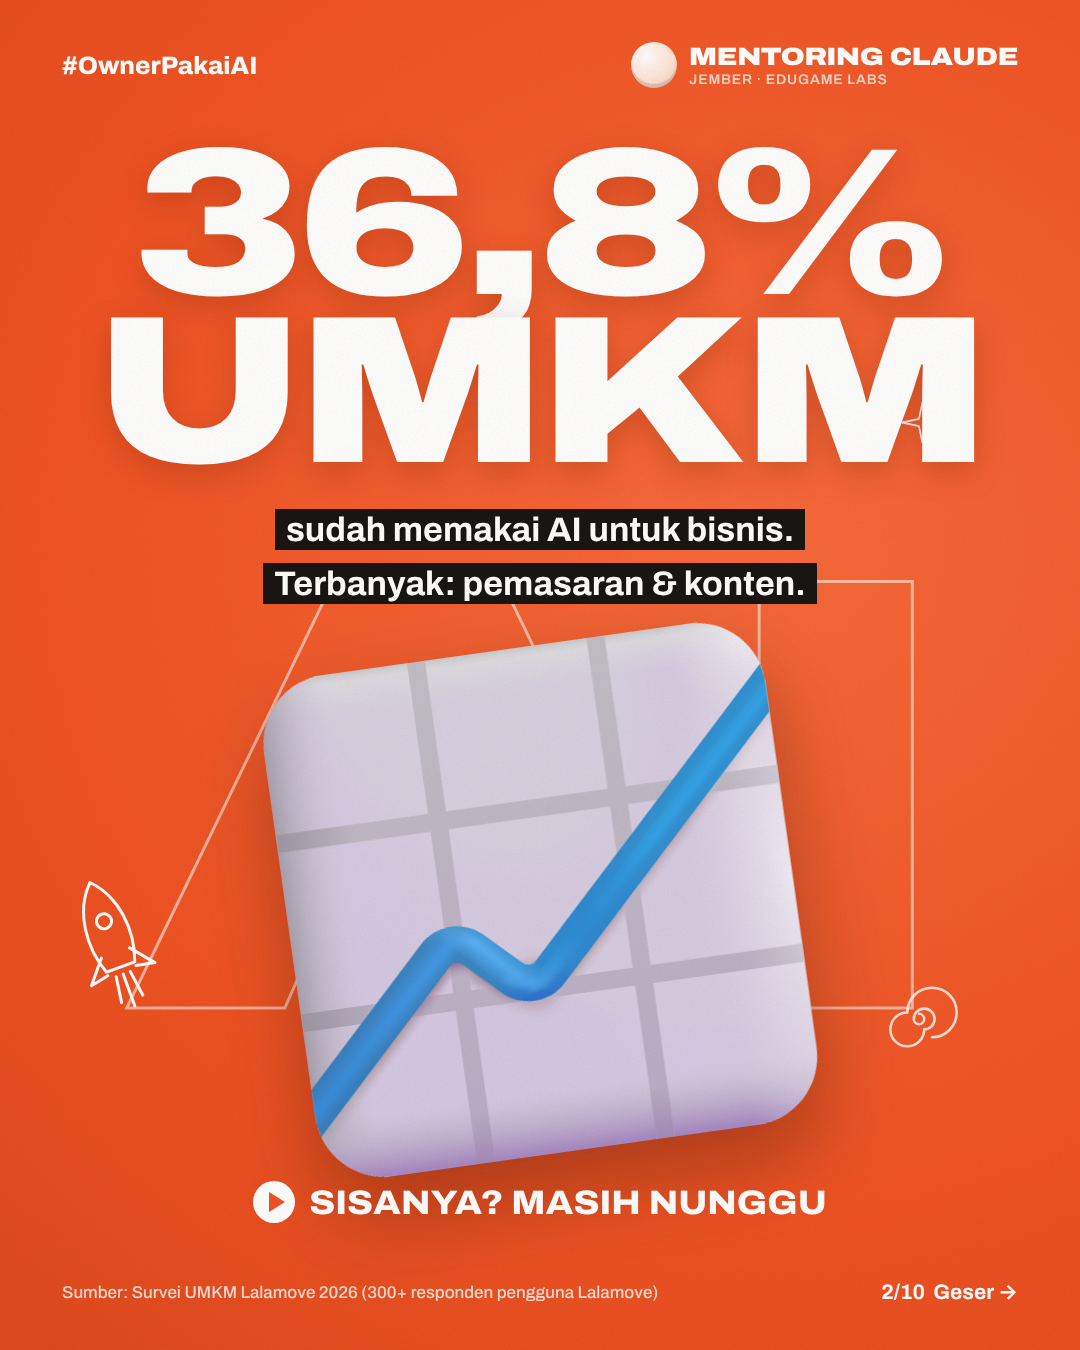 #OwnerPakaiAI
MENTORING CLAUDE
JEMBER · EDUGAME LABS
36,8%
UMKM
sudah memakai AI untuk bisnis.
Terbanyak: pemasaran & konten.
SISANYA? MASIH NUNGGU
Sumber: Survei UMKM Lalamove 2026 (300+ responden pengguna Lalamove)
2/10 Geser →